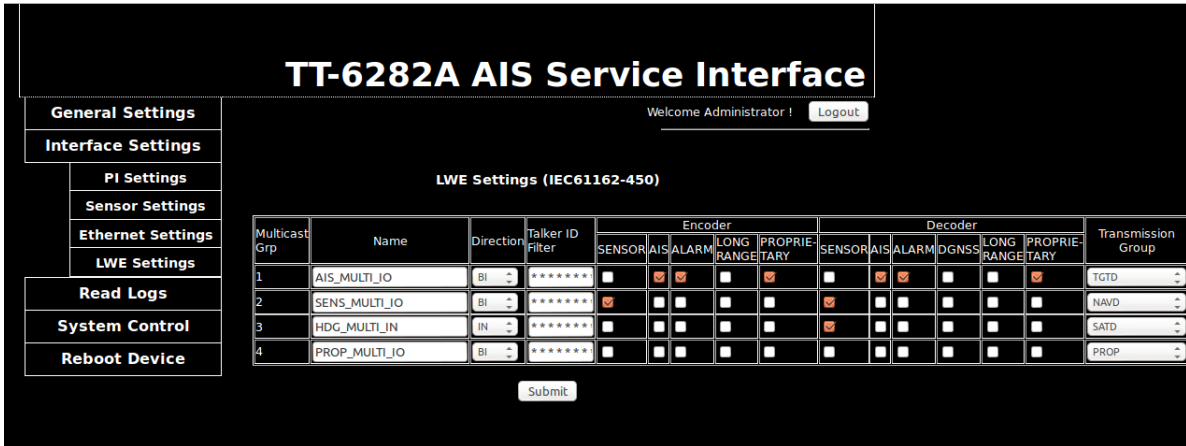 TT-6282A AIS Service Interface
Welcome Administrator ! Logout
General Settings
Interface Settings
PI Settings
Sensor Settings
Ethernet Settings
LWE Settings
Read Logs
System Control
Reboot Device
LWE Settings (IEC61162-450)
Multicast Grp Name Direction Talker ID Filter Encoder Decoder Transmission Group
SENSOR AIS ALARM LONG RANGE PROPRIE-TARY SENSOR AIS ALARM DGNSS LONG RANGE PROPRIE-TARY
1 AIS_MULTI_IO BI * * * * * * * TGTD
2 SENS_MULTI_IO BI * * * * * * * NAVD
3 HDG_MULTI_IN IN * * * * * * * SATD
4 PROP_MULTI_IO BI * * * * * * * PROP
Submit